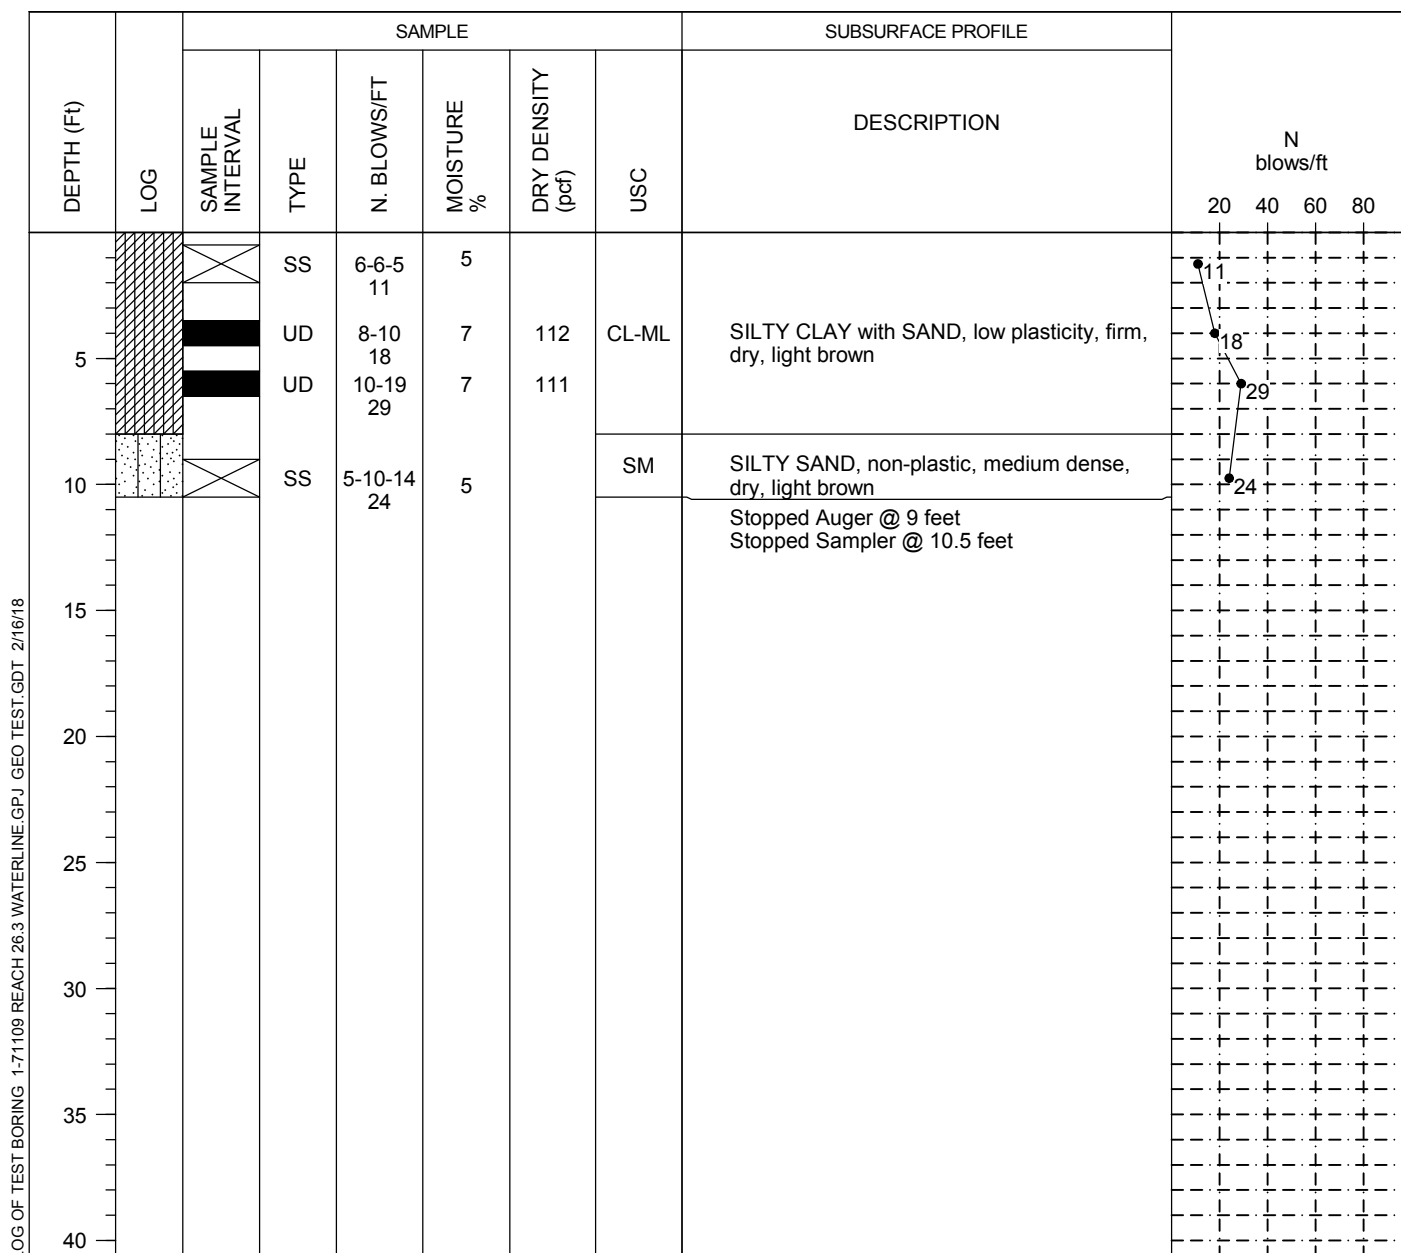 SAMPLE
SUBSURFACE PROFILE
DEPTH (Ft)
LOG
SAMPLE
INTERVAL
TYPE
N. BLOWS/FT
MOISTURE
%
DRY DENSITY
(pcf)
USC
DESCRIPTION
N
blows/ft
20 40 60 80
SS 6-6-5 5
11
11
UD 8-10 7 112 CL-ML SILTY CLAY with SAND, low plasticity, firm,
18 dry, light brown
18
5
UD 10-19 7 111
29
29
SM SILTY SAND, non-plastic, medium dense,
SS 5-10-14 5 dry, light brown
10
24
24
Stopped Auger @ 9 feet
Stopped Sampler @ 10.5 feet
15
20
25
30
35
40
LOG OF TEST BORING 1-71109 REACH 26.3 WATERLINE.GPJ GEO TEST.GDT 2/16/18